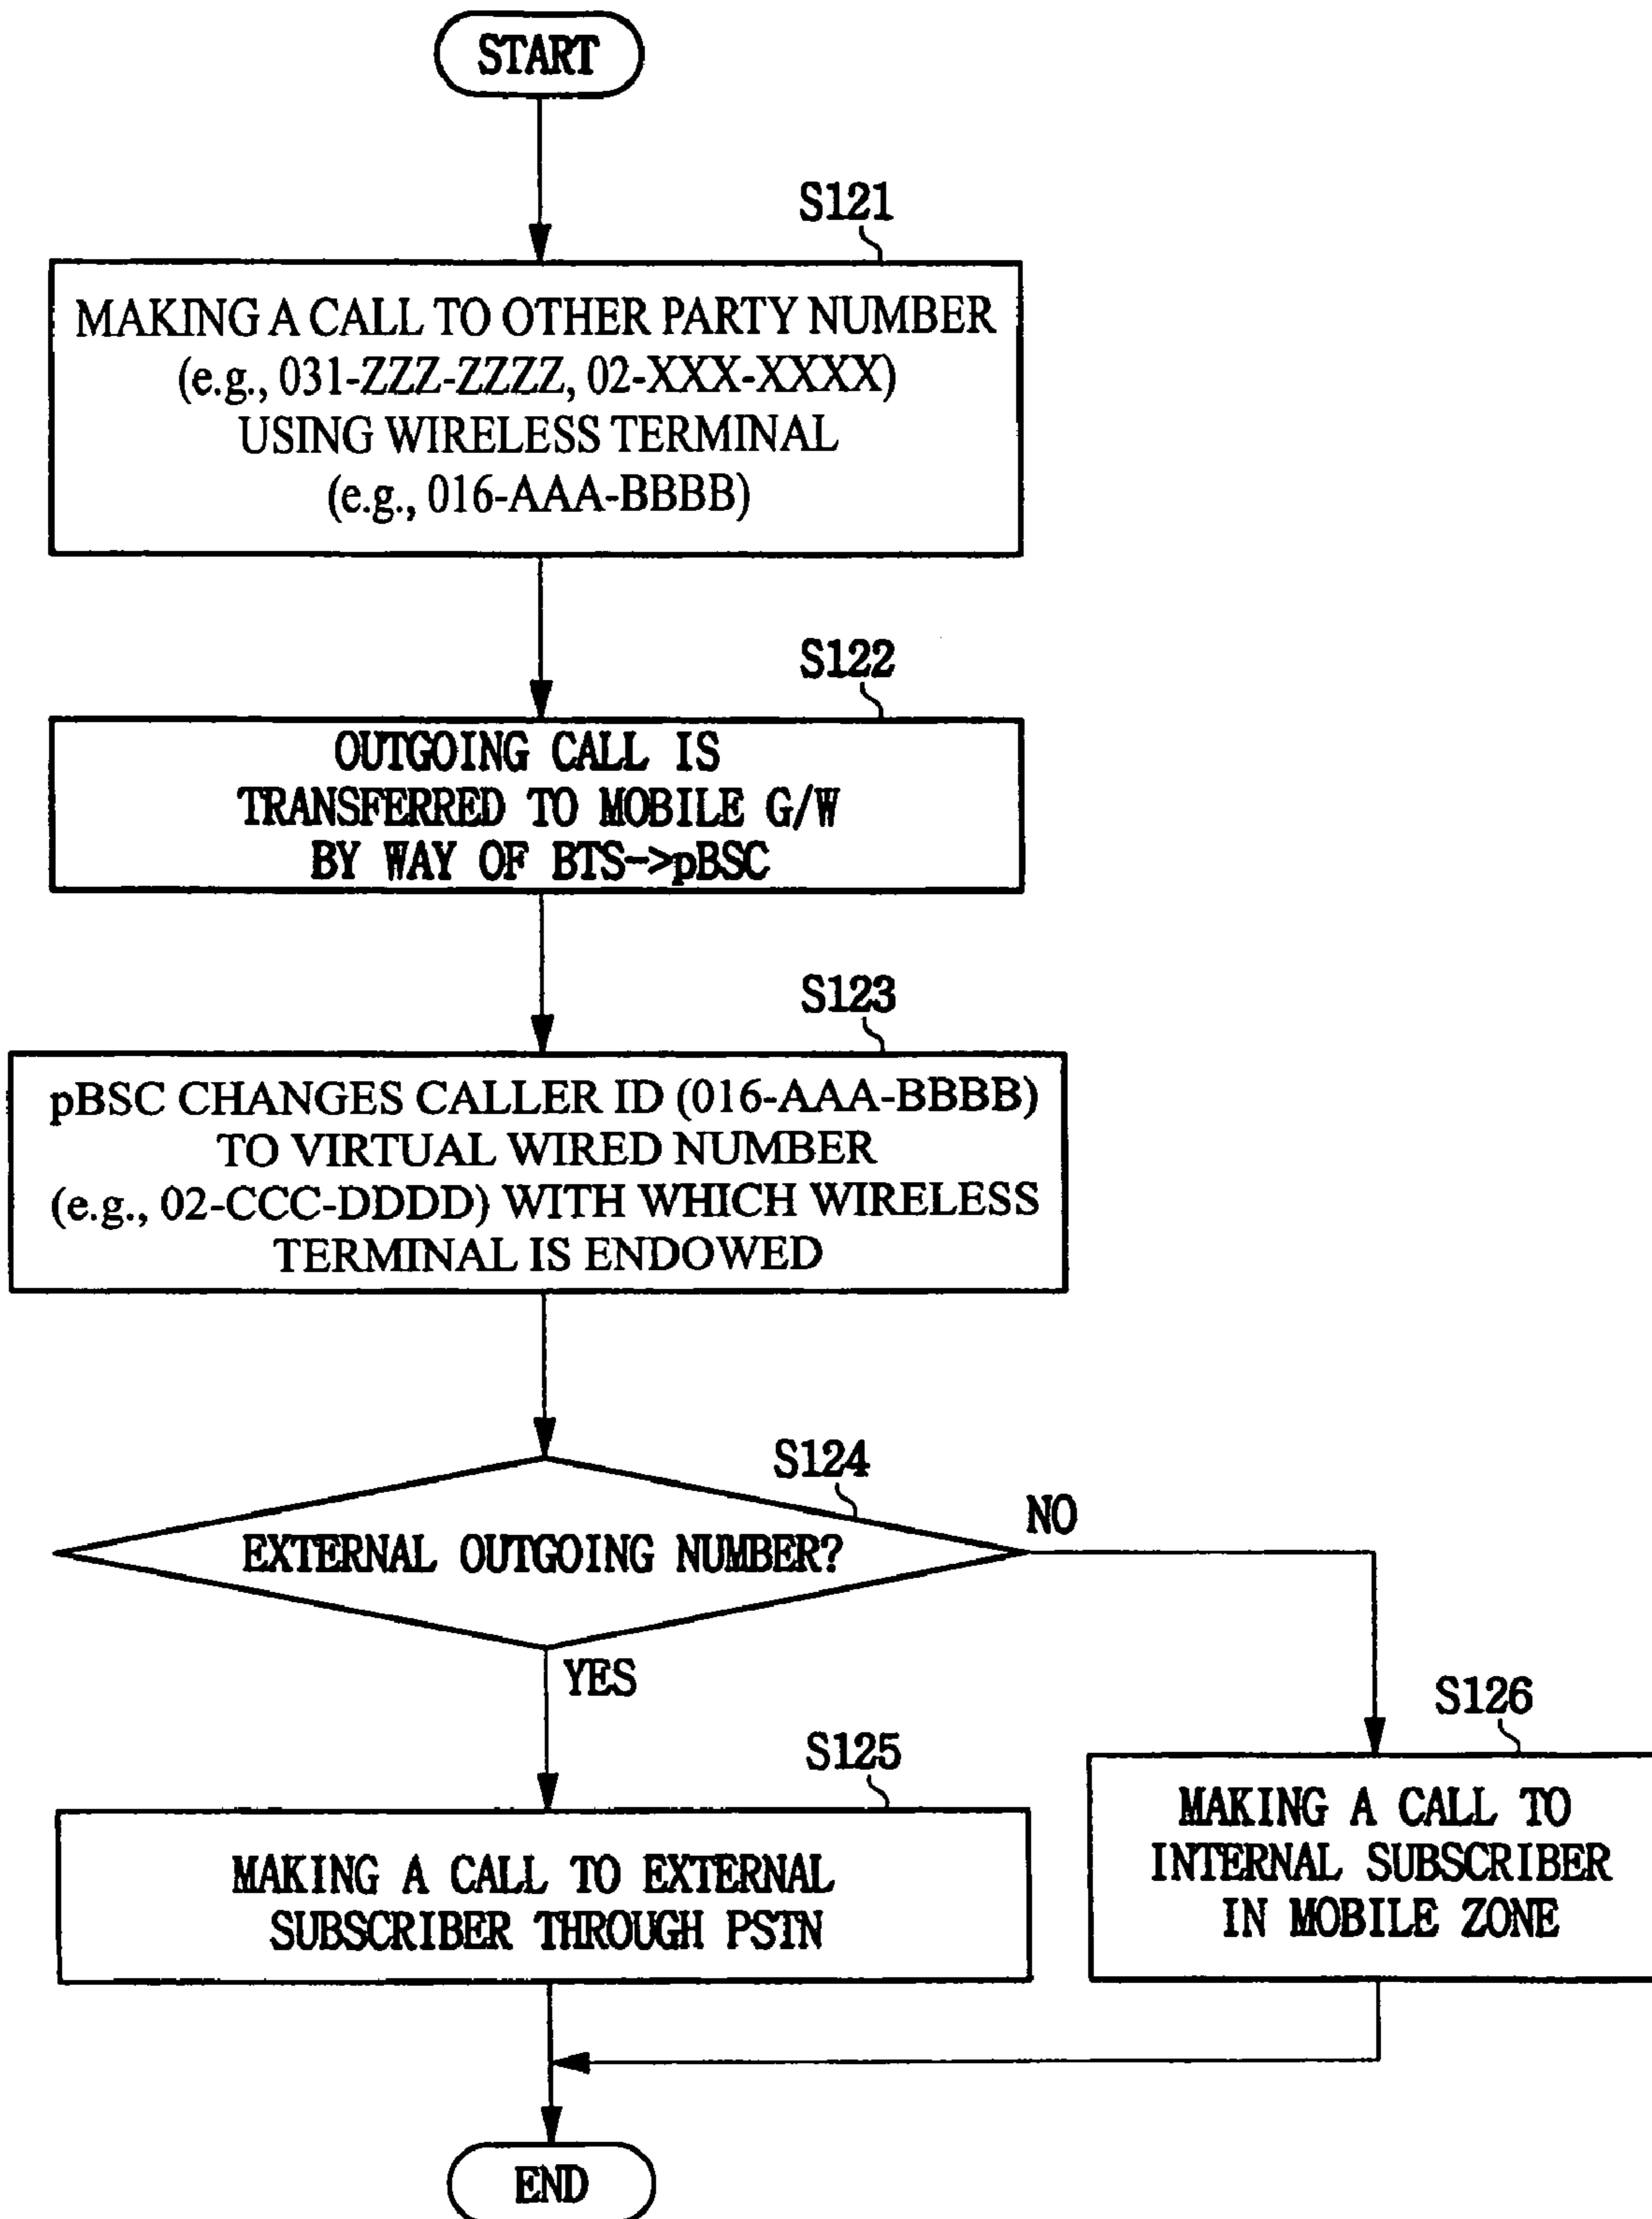 START
S121
MAKING A CALL TO OTHER PARTY NUMBER
(e.g., 031-ZZZ-ZZZZ, 02-XXX-XXXX)
USING WIRELESS TERMINAL
(e.g., 016-AAA-BBBB)
S122
OUTGOING CALL IS
TRANSFERRED TO MOBILE G/W
BY WAY OF BTS->pBSC
S123
pBSC CHANGES CALLER ID (016-AAA-BBBB)
TO VIRTUAL WIRED NUMBER
(e.g., 02-CCC-DDDD) WITH WHICH WIRELESS
TERMINAL IS ENDOWED
S124
EXTERNAL OUTGOING NUMBER?
NO
YES
S125
MAKING A CALL TO EXTERNAL
SUBSCRIBER THROUGH PSTN
S126
MAKING A CALL TO
INTERNAL SUBSCRIBER
IN MOBILE ZONE
END